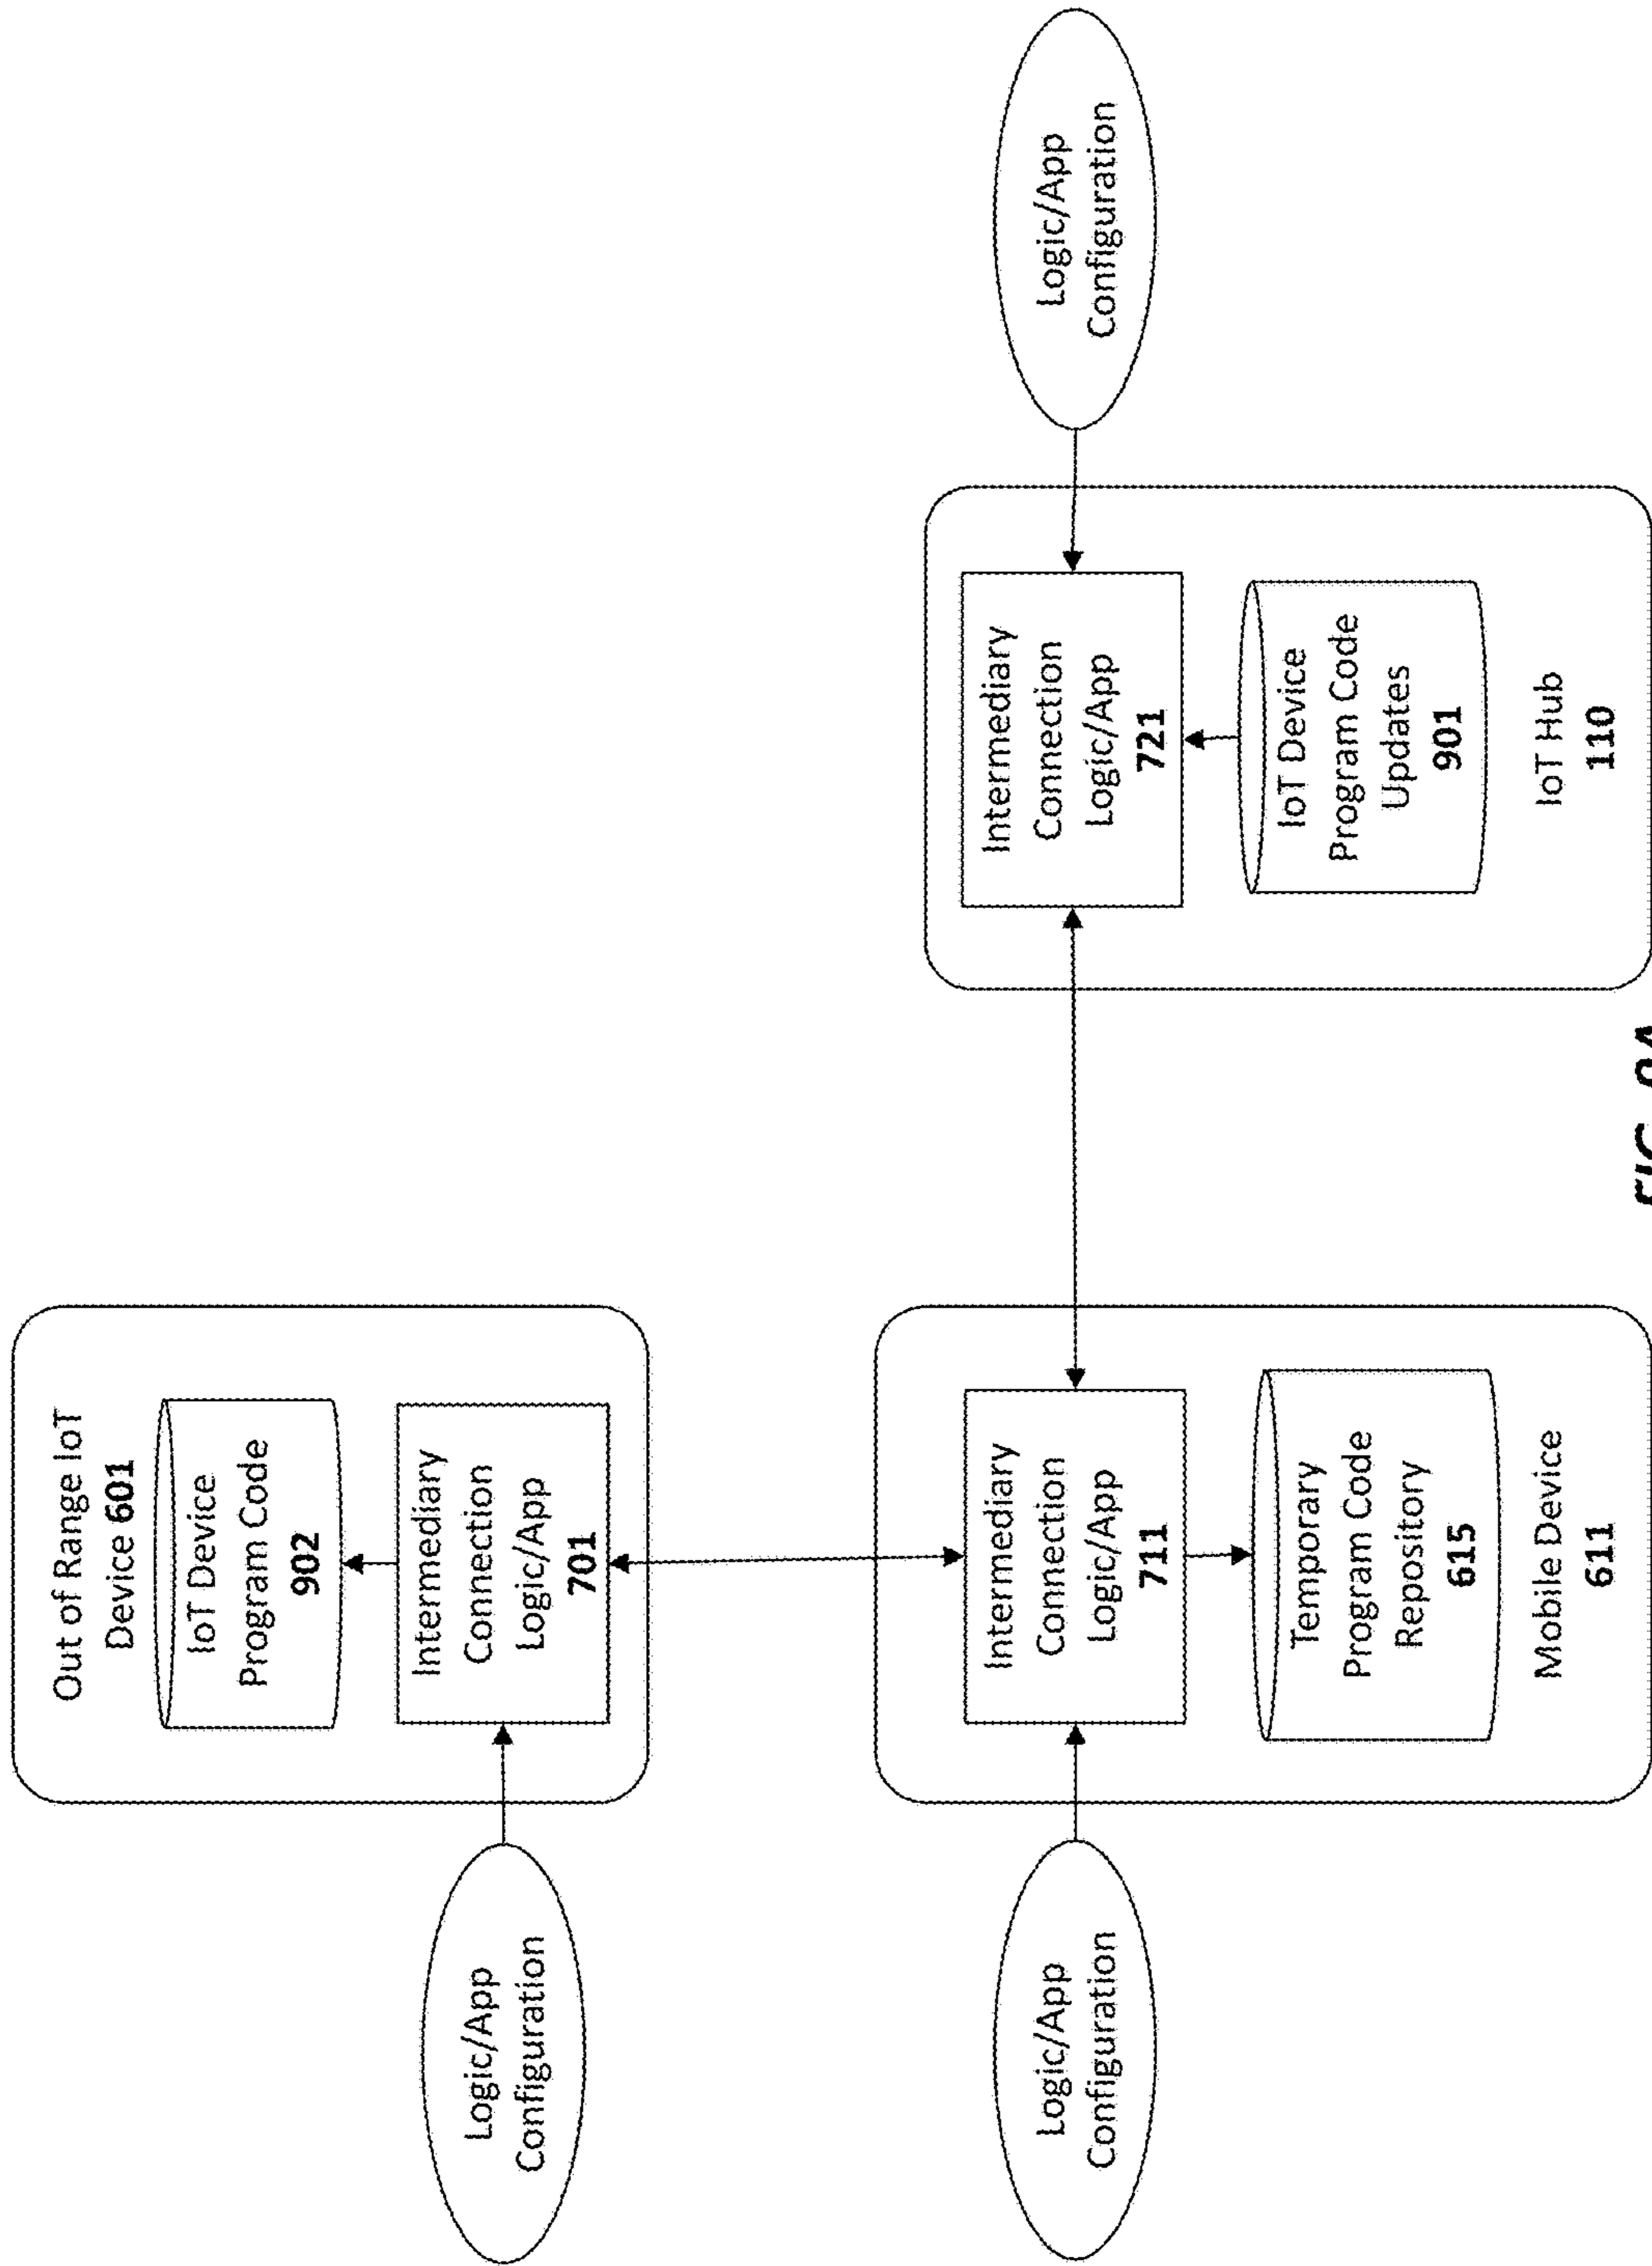 Out of Range IoT
Device 601
IoT Device
Program Code
902
Intermediary
Connection
Logic/App
701
Logic/App
Configuration
Logic/App
Configuration
Intermediary
Connection
Logic/App
711
Temporary
Program Code
Repository
615
Mobile Device
611
Intermediary
Connection
Logic/App
721
IoT Device
Program Code
Updates
901
IoT Hub
110
Logic/App
Configuration